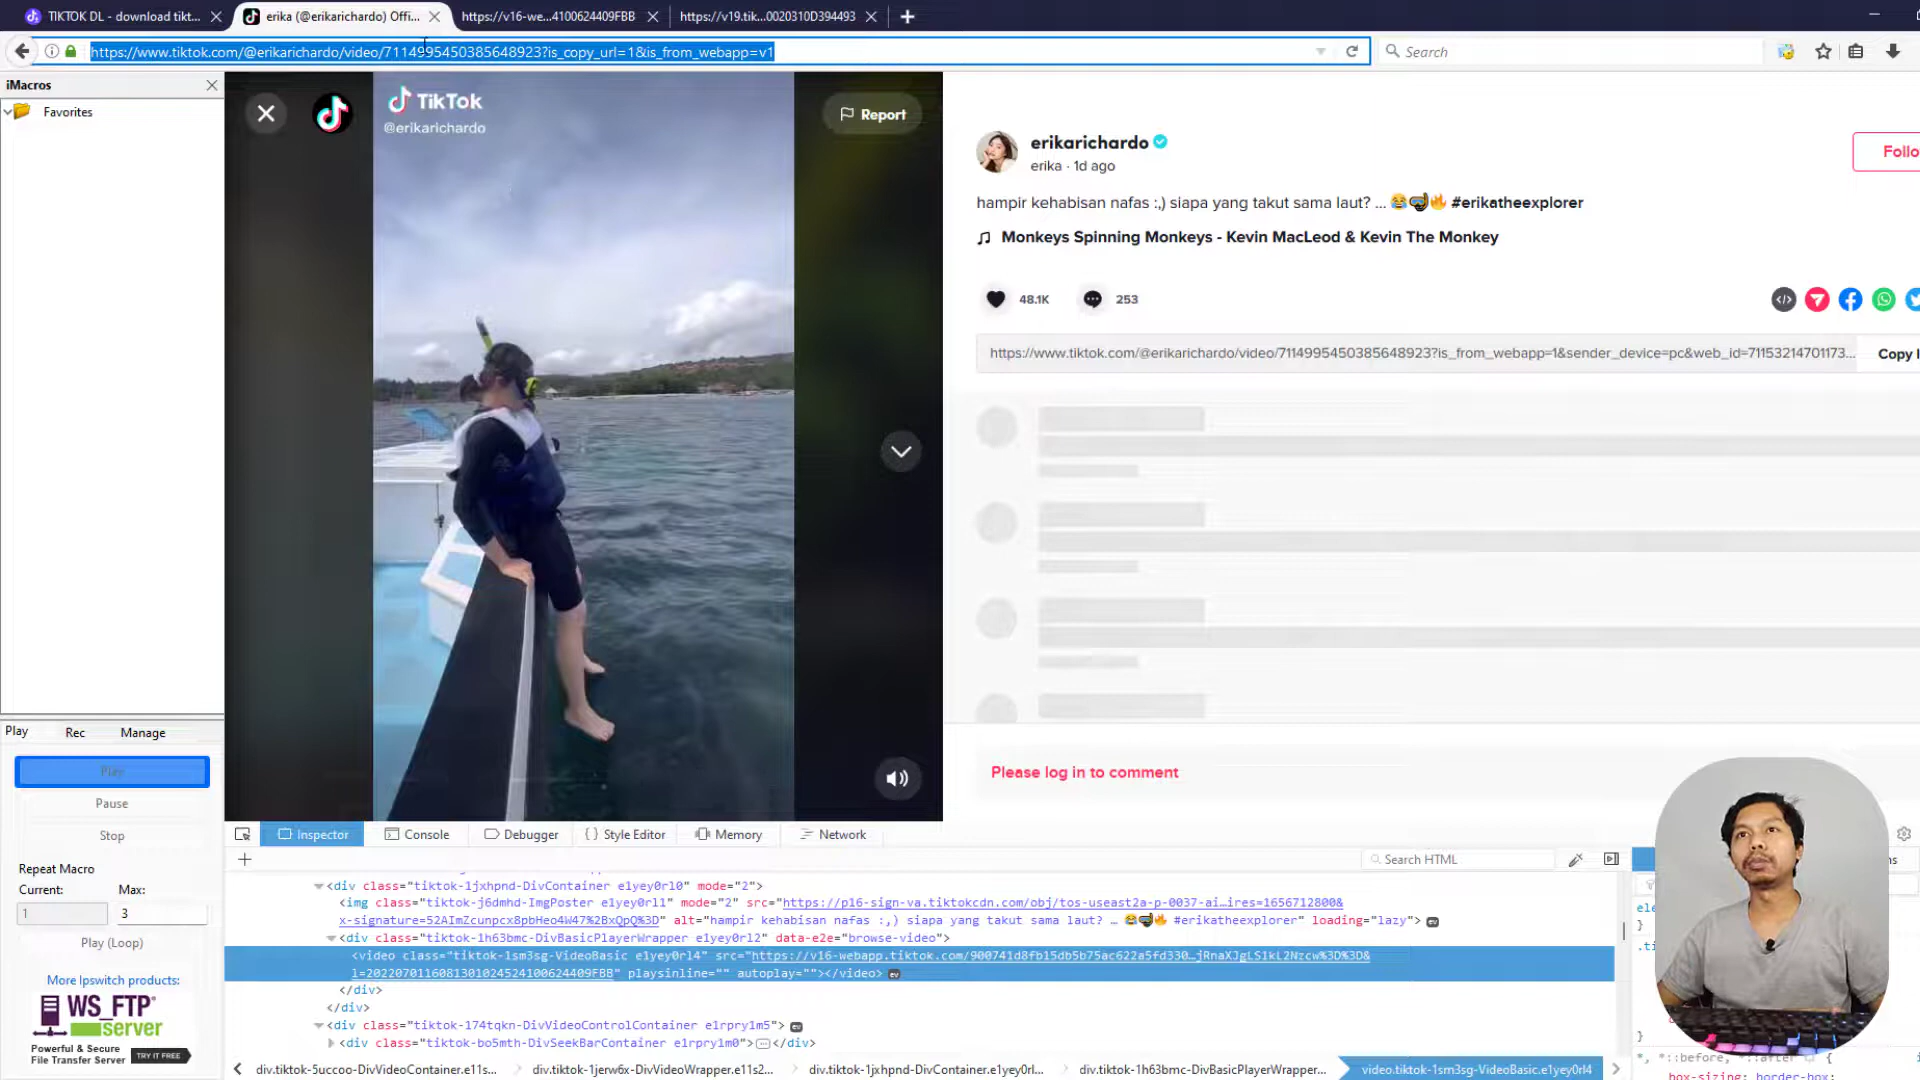 TIKTOK DL - download tikt...
erika (@erikarichardo) Offi...
https://v16-we...4100624409FBB
https://v19.tik...0020310D394493
https://www.tiktok.com/@erikarichardo/video/7114995450385648923?is_copy_url=1&is_from_webapp=v1
Search
iMacros
Favorites
TikTok
@erikarichardo
Report
erikarichardo
Follo
erika · 1d ago
hampir kehabisan nafas :,) siapa yang takut sama laut? ... 😂🤿🔥 #erikatheexplorer
Monkeys Spinning Monkeys - Kevin MacLeod & Kevin The Monkey
48.1K
253
https://www.tiktok.com/@erikarichardo/video/7114995450385648923?is_from_webapp=1&sender_device=pc&web_id=71153214701173...
Copy l
Please log in to comment
Play
Rec
Manage
Play
Pause
Stop
Repeat Macro
Current:
Max:
1
3
Play (Loop)
More Ipswitch products:
WS_FTP®
server
Powerful & Secure
File Transfer Server
TRY IT FREE
Inspector
Console
Debugger
Style Editor
Memory
Network
Search HTML
<div class="tiktok-1jxhpnd-DivContainer e1yey0rl0" mode="2">
<img class="tiktok-j6dmhd-ImgPoster e1yey0rl1" mode="2" src="https://p16-sign-va.tiktokcdn.com/obj/tos-useast2a-p-0037-ai…ires=1656712800&
x-signature=52AImZcunpcx8pbHeo4W47%2BxQpQ%3D" alt="hampir kehabisan nafas :,) siapa yang takut sama laut? … 😂🤿🔥 #erikatheexplorer" loading="lazy">
ev
<div class="tiktok-1h63bmc-DivBasicPlayerWrapper e1yey0rl2" data-e2e="browse-video">
<video class="tiktok-1sm3sg-VideoBasic e1yey0rl4" src="https://v16-webapp.tiktok.com/900741d8fb15db5b75ac622a5fd330…jRnaXJgLS1kL2Nzcw%3D%3D&
l=202207011608130102452410062​4409FBB" playsinline="" autoplay=""></video>
ev
</div>
</div>
<div class="tiktok-174tqkn-DivVideoControlContainer e1rpry1m5">
ev
<div class="tiktok-bo5mth-DivSeekBarContainer e1rpry1m0">
</div>
ns
ele
.ti
}
*, *::before, *::after
{
box-sizing: border-box;
div.tiktok-5uccoo-DivVideoContainer.e11s...
div.tiktok-1jerw6x-DivVideoWrapper.e11s2...
div.tiktok-1jxhpnd-DivContainer.e1yey0rl...
div.tiktok-1h63bmc-DivBasicPlayerWrapper...
video.tiktok-1sm3sg-VideoBasic.e1yey0rl4